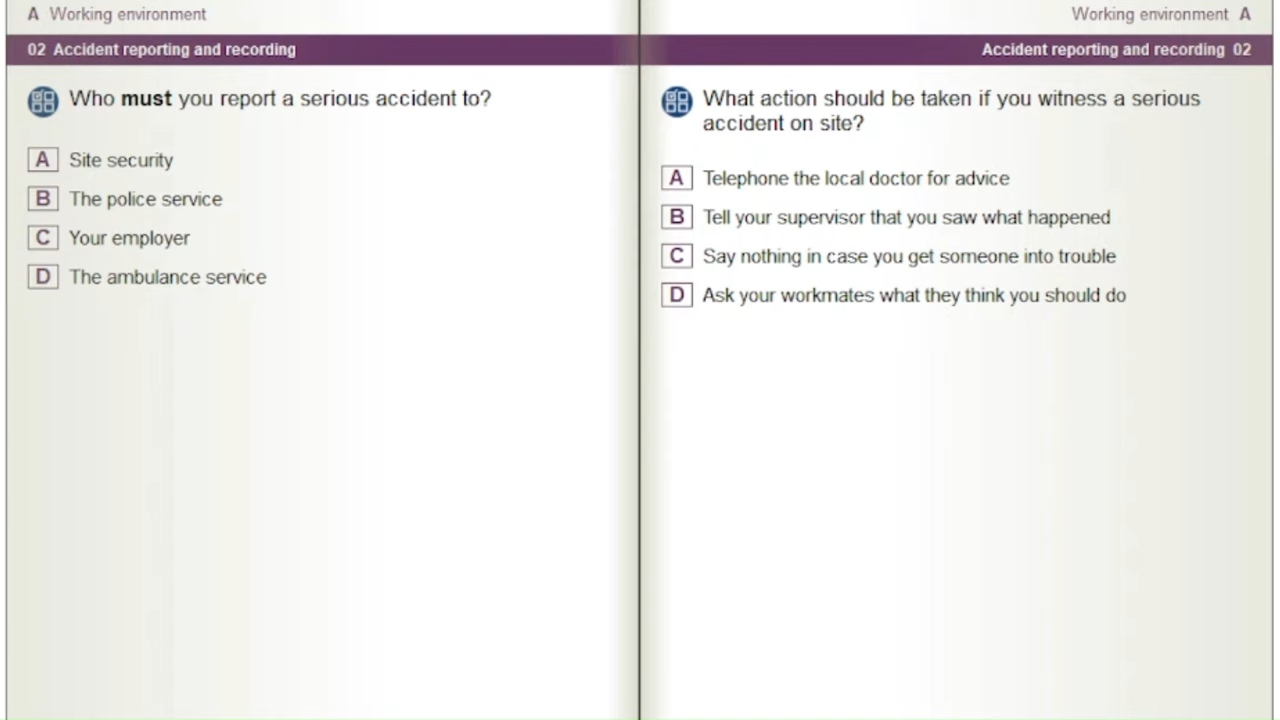 A Working environment
02 Accident reporting and recording
Who must you report a serious accident to?
A Site security
B The police service
C Your employer
D The ambulance service
Working environment A
Accident reporting and recording 02
What action should be taken if you witness a serious
accident on site?
A Telephone the local doctor for advice
B Tell your supervisor that you saw what happened
C Say nothing in case you get someone into trouble
D Ask your workmates what they think you should do